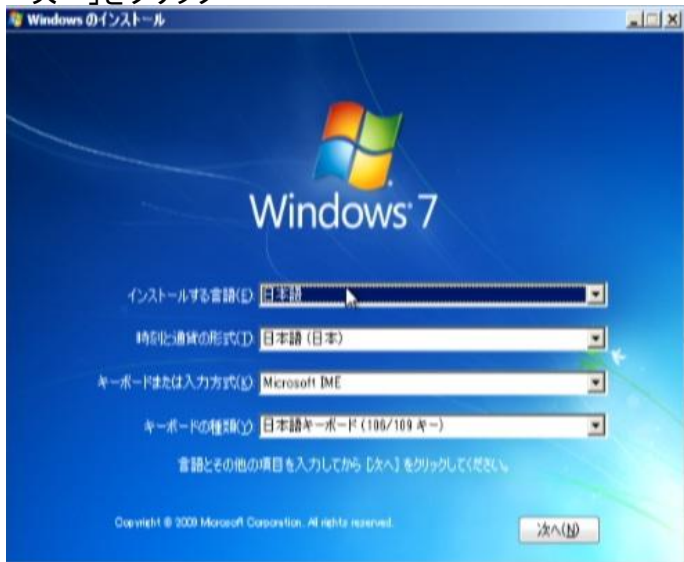 」をクリック
Windows のインストール
Windows 7
インストールする言語(E) 日本語
時刻と通貨の形式(T) 日本語 (日本)
キーボードまたは入力方式(K) Microsoft IME
キーボードの種類(Y) 日本語キーボード (106/109 キー)
言語とその他の項目を入力してから [次へ] をクリックしてください。
Copyright © 2009 Microsoft Corporation. All rights reserved.
次へ(N)